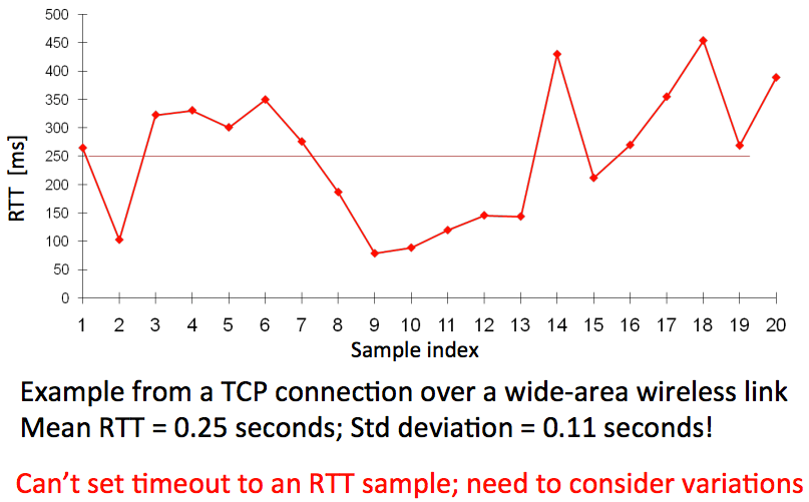 500
450
400
350
300
250
200
150
100
50
0
RTT [ms]
1 2 3 4 5 6 7 8 9 10 11 12 13 14 15 16 17 18 19 20
Sample index
Example from a TCP connection over a wide-area wireless link
Mean RTT = 0.25 seconds; Std deviation = 0.11 seconds!
Can’t set timeout to an RTT sample; need to consider variations